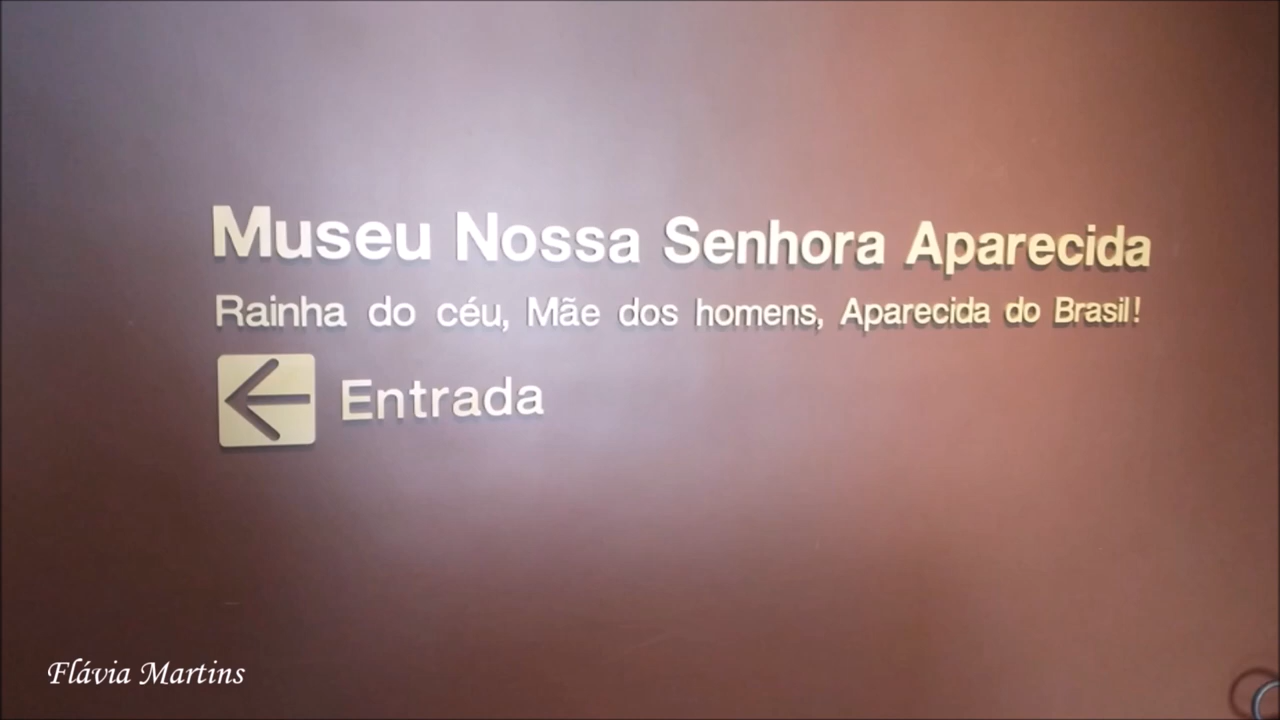 Museu Nossa Senhora Aparecida
Rainha do céu, Mãe dos homens, Aparecida do Brasil!
Entrada
Flávia Martins